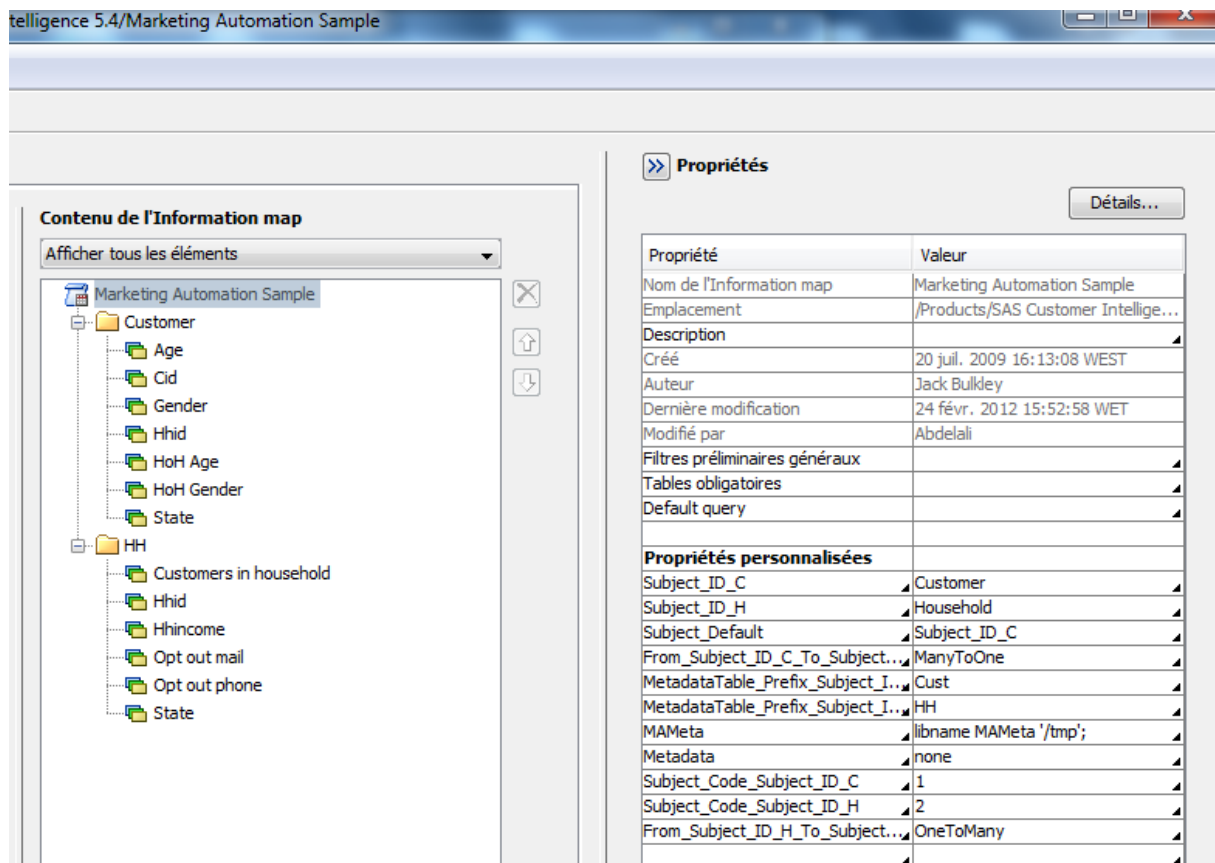 telligence 5.4/Marketing Automation Sample
Contenu de l'Information map
Afficher tous les éléments
Marketing Automation Sample
Customer
Age
Cid
Gender
Hhid
HoH Age
HoH Gender
State
HH
Customers in household
Hhid
Hhincome
Opt out mail
Opt out phone
State
Propriétés
Détails...
Propriété Valeur
Nom de l'Information map Marketing Automation Sample
Emplacement /Products/SAS Customer Intellige...
Description
Créé 20 juil. 2009 16:13:08 WEST
Auteur Jack Bulkley
Dernière modification 24 févr. 2012 15:52:58 WET
Modifié par Abdelali
Filtres préliminaires généraux
Tables obligatoires
Default query
Propriétés personnalisées
Subject_ID_C Customer
Subject_ID_H Household
Subject_Default Subject_ID_C
From_Subject_ID_C_To_Subject... ManyToOne
MetadataTable_Prefix_Subject_I... Cust
MetadataTable_Prefix_Subject_I... HH
MAMeta libname MAMeta '/tmp';
Metadata none
Subject_Code_Subject_ID_C 1
Subject_Code_Subject_ID_H 2
From_Subject_ID_H_To_Subject... OneToMany